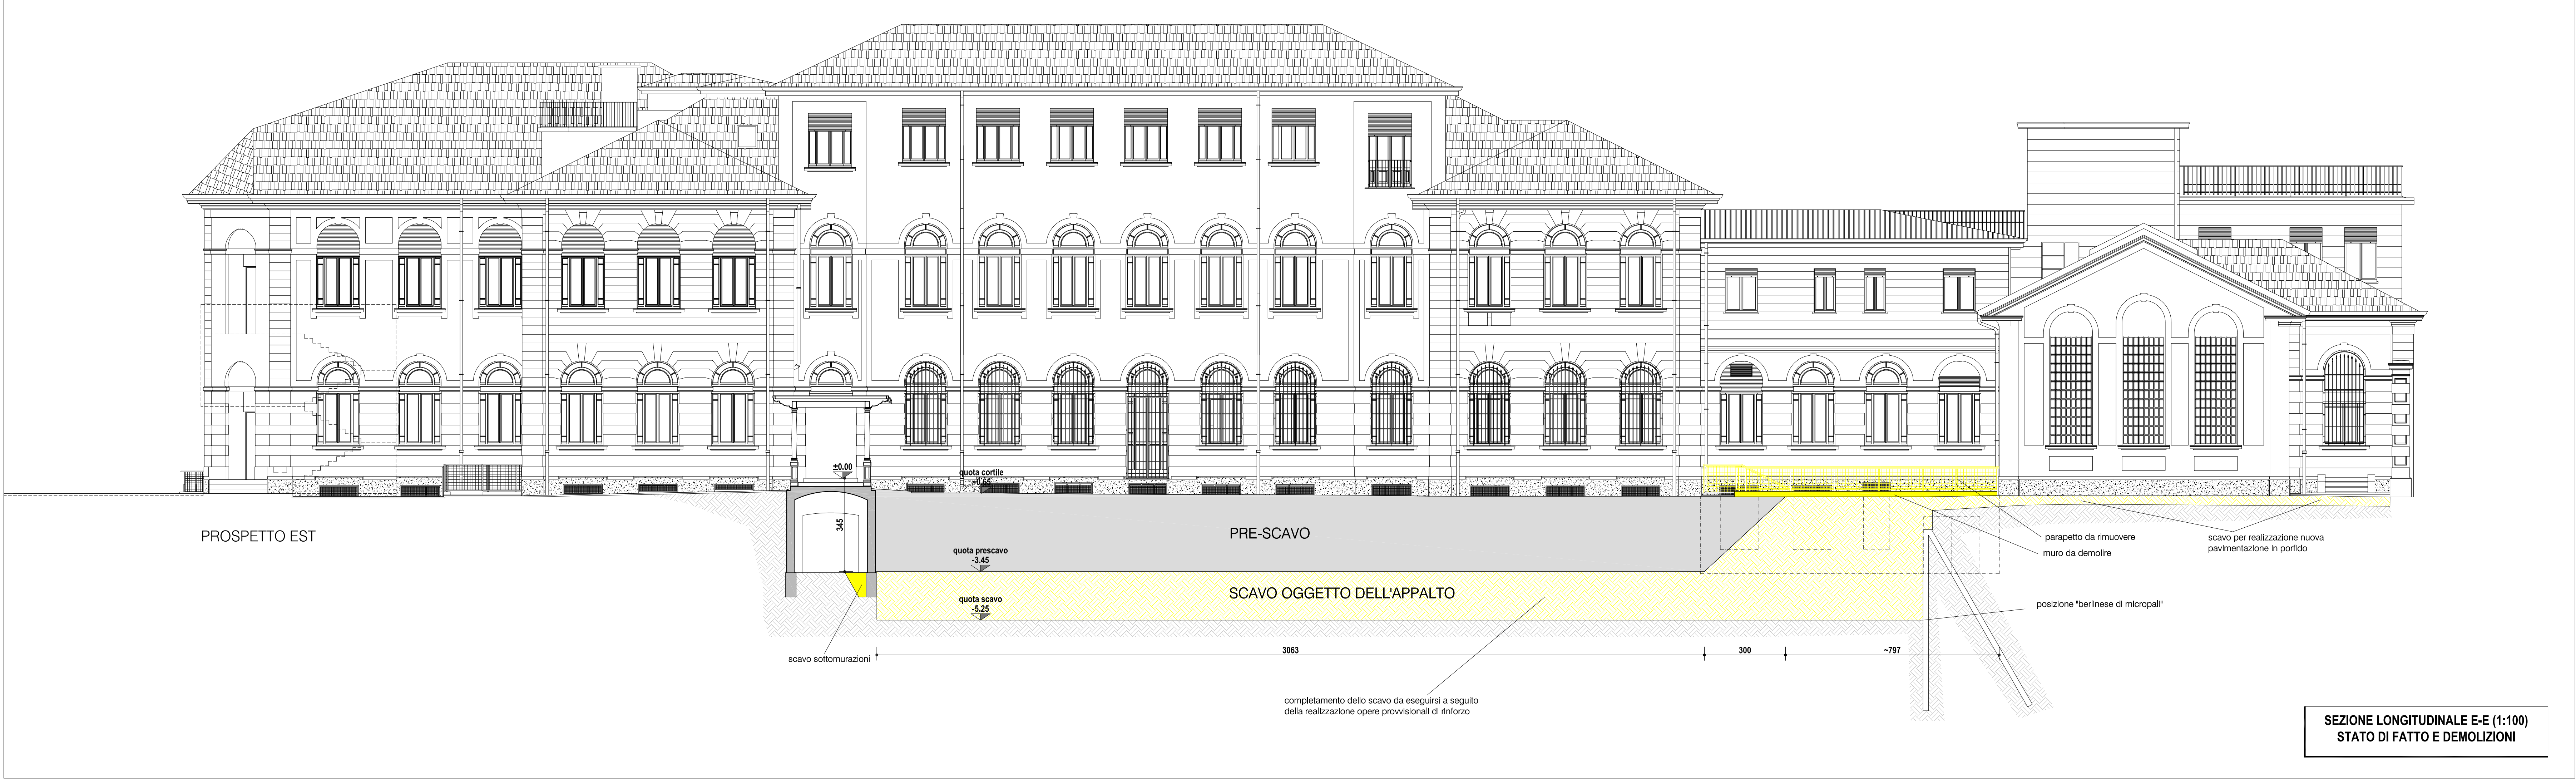 ±0.00
quota cortile
-0.65
345
PROSPETTO EST
PRE-SCAVO
quota prescavo
-3.45
SCAVO OGGETTO DELL'APPALTO
quota scavo
-5.25
parapetto da rimuovere
muro da demolire
scavo per realizzazione nuova
pavimentazione in porfido
posizione "berlinese di micropali"
scavo sottomurazioni
3063
300
~797
completamento dello scavo da eseguirsi a seguito
della realizzazione opere provvisionali di rinforzo
SEZIONE LONGITUDINALE E-E (1:100)
STATO DI FATTO E DEMOLIZIONI